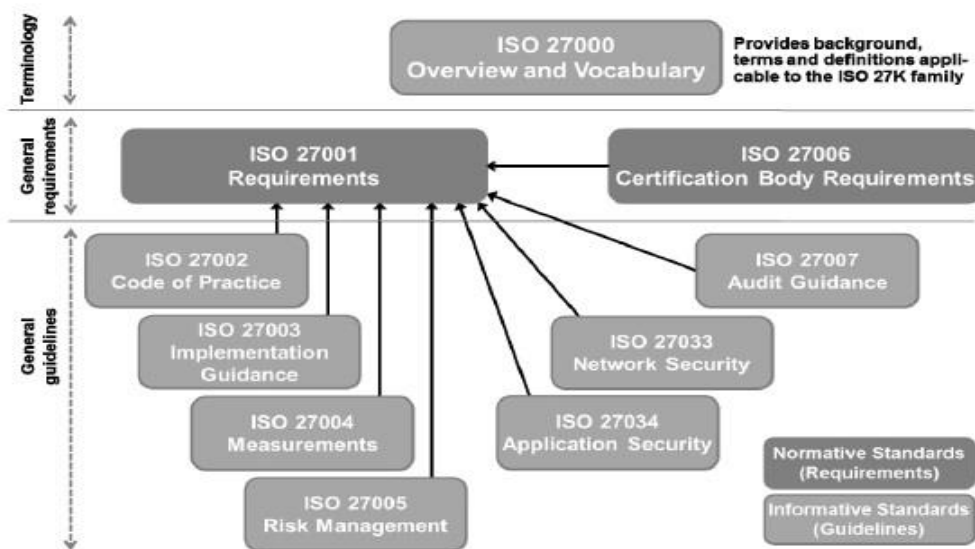 Terminology
ISO 27000
Overview and Vocabulary
Provides background,
terms and definitions appli-
cable to the ISO 27K family
General
requirements
ISO 27001
Requirements
ISO 27006
Certification Body Requirements
General
guidelines
ISO 27002
Code of Practice
ISO 27007
Audit Guidance
ISO 27003
Implementation
Guidance
ISO 27033
Network Security
ISO 27004
Measurements
ISO 27034
Application Security
ISO 27005
Risk Management
Normative Standards
(Requirements)
Informative Standards
(Guidelines)